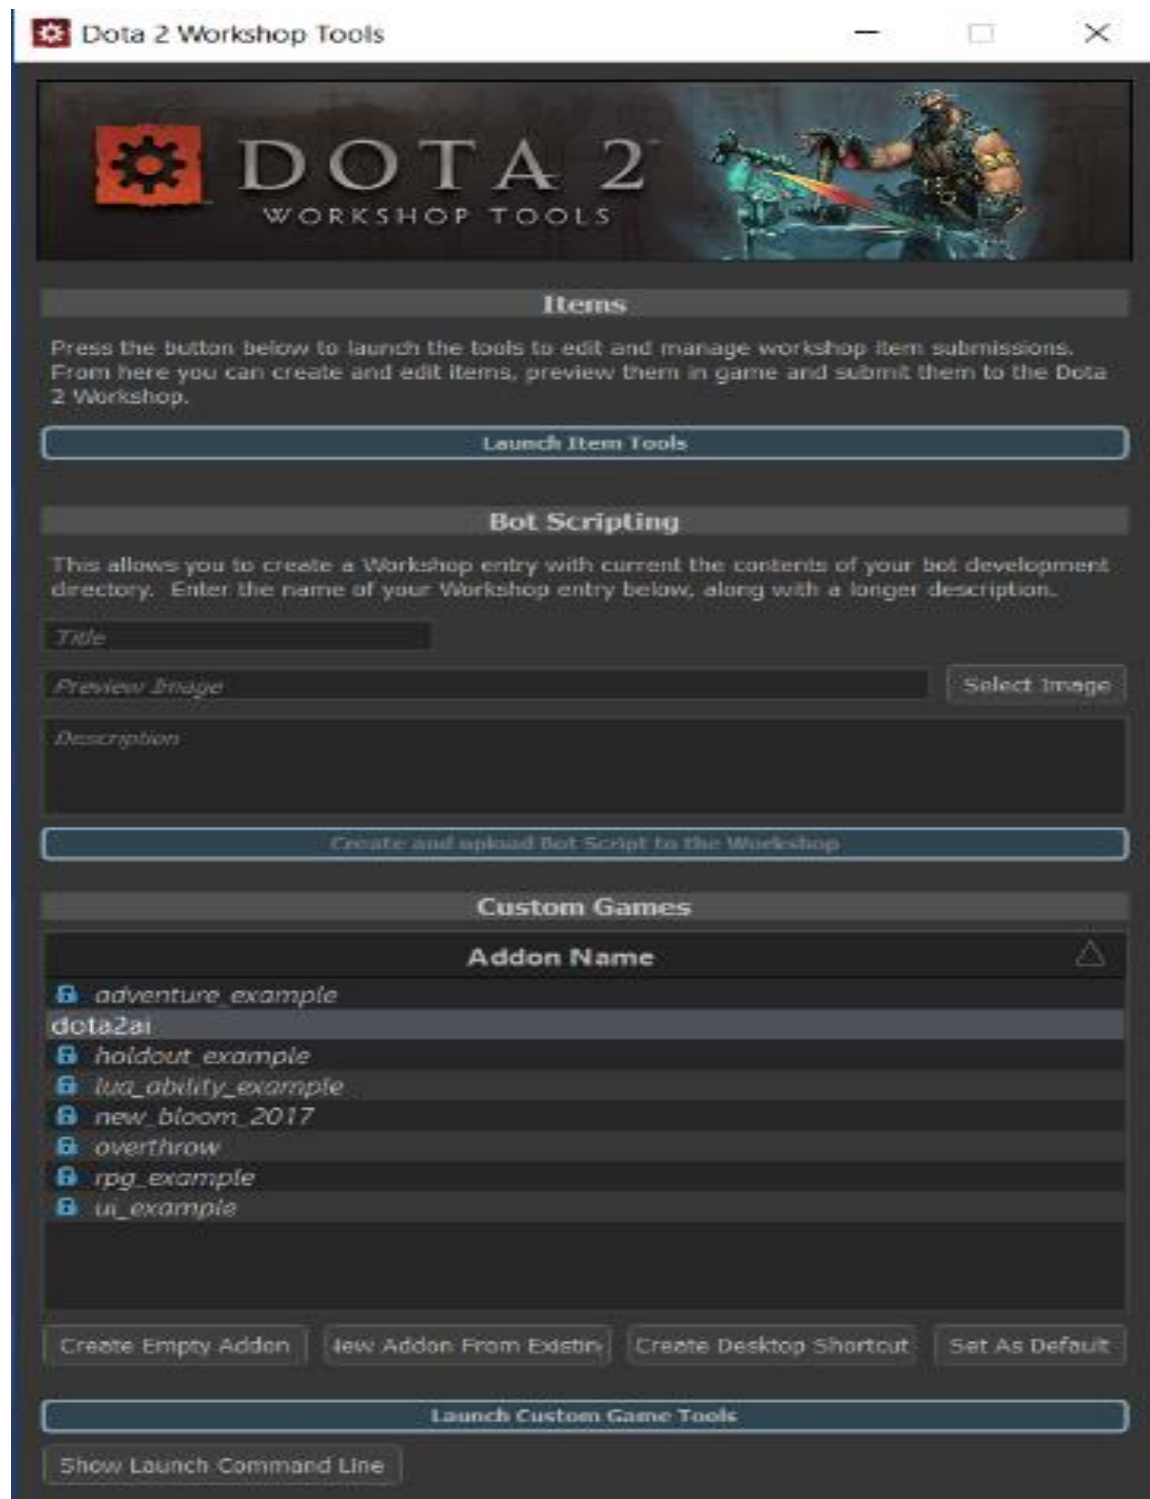 Dota 2 Workshop Tools
DOTA 2
WORKSHOP TOOLS
Items
Press the button below to launch the tools to edit and manage workshop item submissions.
From here you can create and edit items, preview them in game and submit them to the Dota
2 Workshop.
Launch Item Tools
Bot Scripting
This allows you to create a Workshop entry with current the contents of your bot development
directory.  Enter the name of your Workshop entry below, along with a longer description.
Title
Preview Image
Select Image
Description
Create and upload Bot Script to the Workshop
Custom Games
Addon Name
adventure_example
dota2ai
holdout_example
lua_ability_example
new_bloom_2017
overthrow
rpg_example
ui_example
Create Empty Addon
lew Addon From Existin
Create Desktop Shortcut
Set As Default
Launch Custom Game Tools
Show Launch Command Line